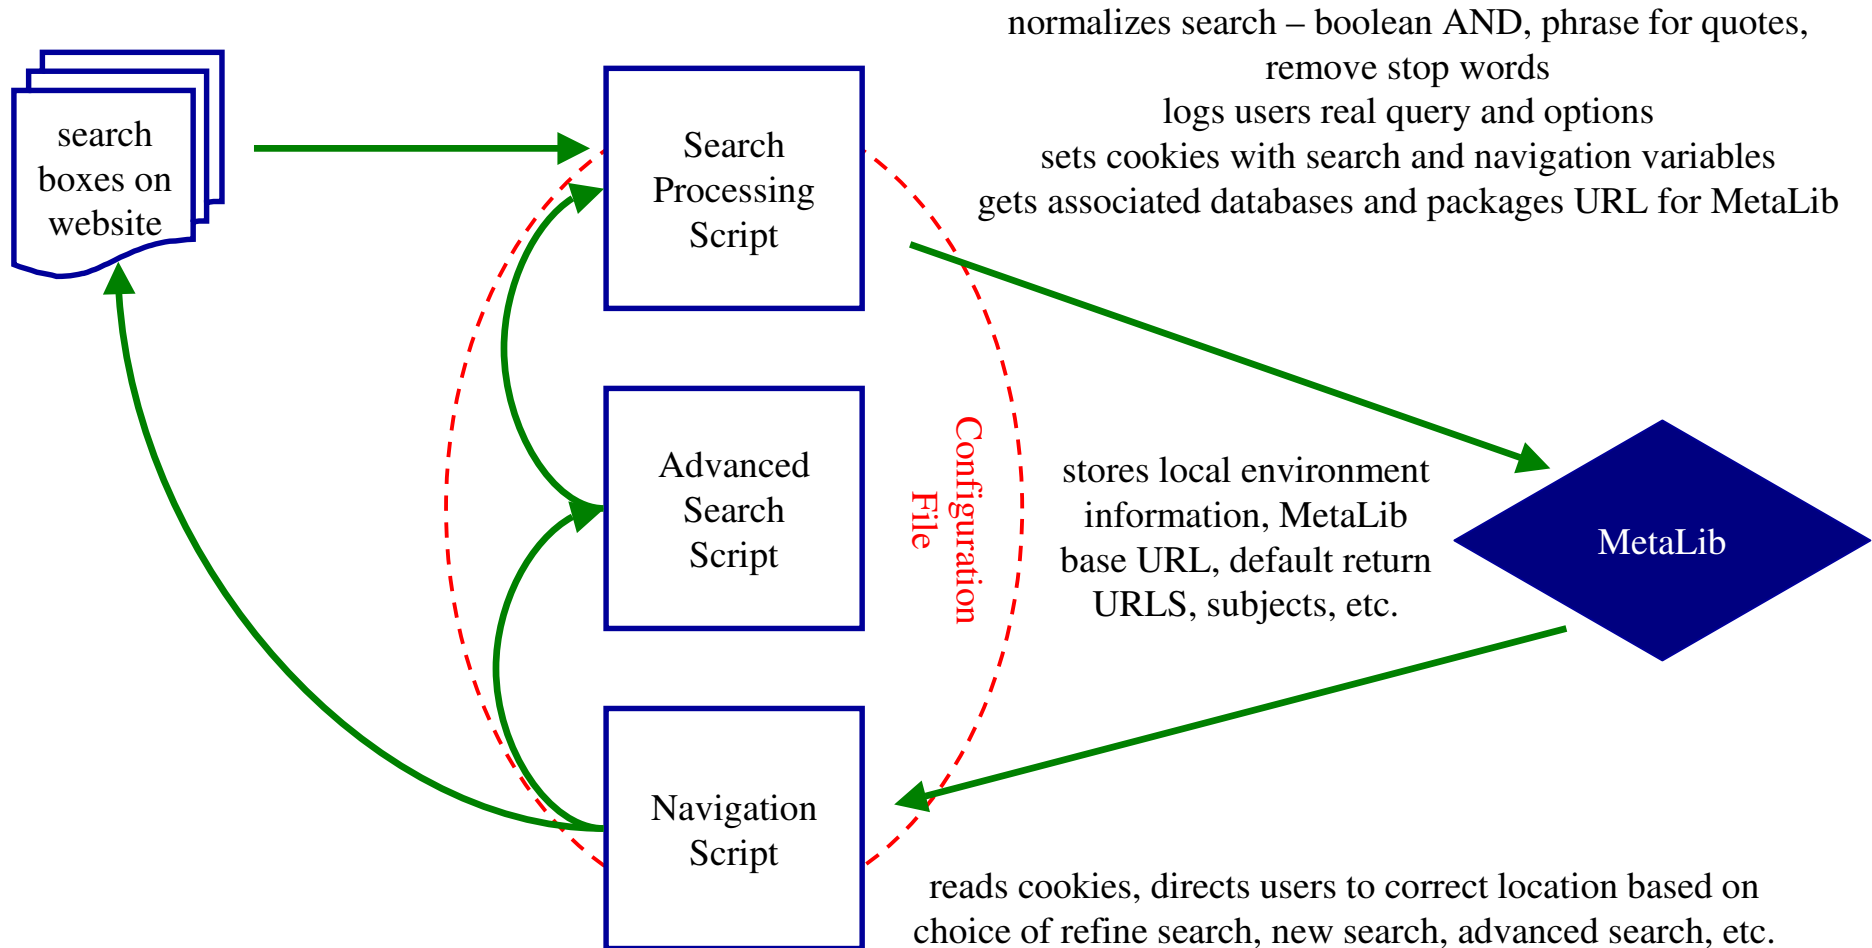 normalizes search – boolean AND, phrase for quotes,
remove stop words
logs users real query and options
sets cookies with search and navigation variables
gets associated databases and packages URL for MetaLib
search
boxes on
website
Search
Processing
Script
Advanced
Search
Script
Configuration
File
stores local environment
information, MetaLib
base URL, default return
URLS, subjects, etc.
MetaLib
Navigation
Script
reads cookies, directs users to correct location based on
choice of refine search, new search, advanced search, etc.